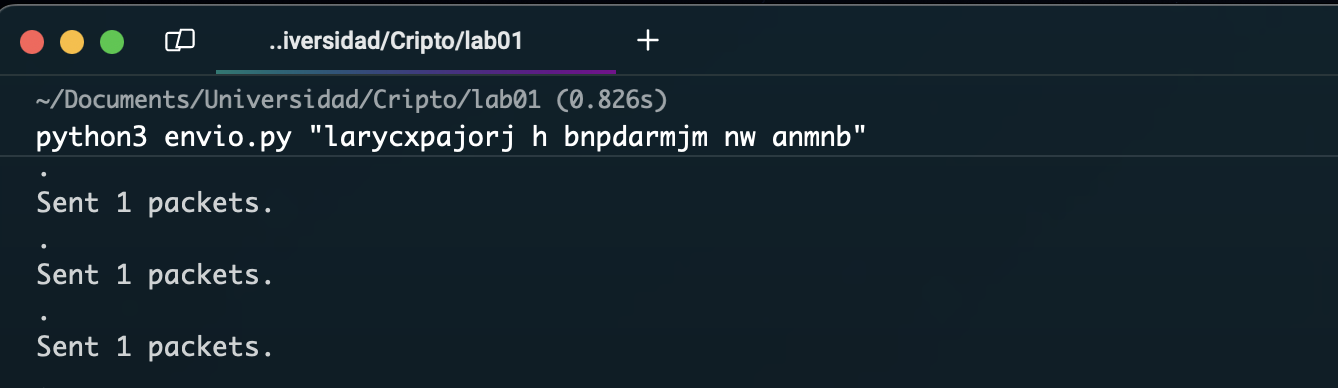 ..iversidad/Cripto/lab01
~/Documents/Universidad/Cripto/lab01 (0.826s)
python3 envio.py "larycxpajorj h bnpdarmjm nw anmnb"
.
Sent 1 packets.
.
Sent 1 packets.
.
Sent 1 packets.